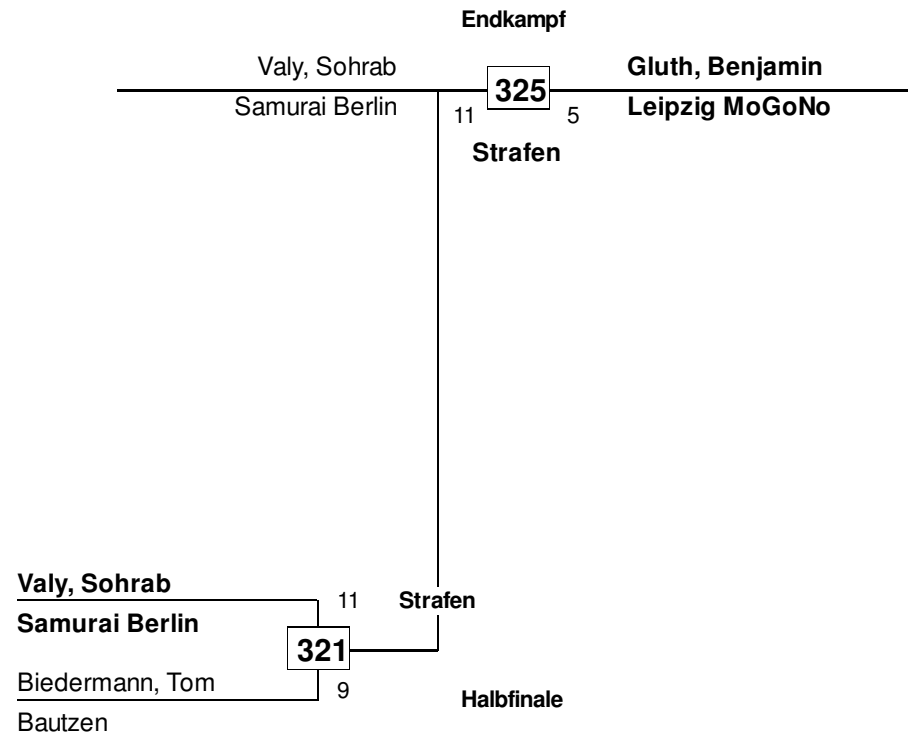 Endkampf
Valy, Sohrab
325
Gluth, Benjamin
Samurai Berlin
11
5
Leipzig MoGoNo
Strafen
Valy, Sohrab
11
Strafen
Samurai Berlin
321
Biedermann, Tom
9
Halbfinale
Bautzen